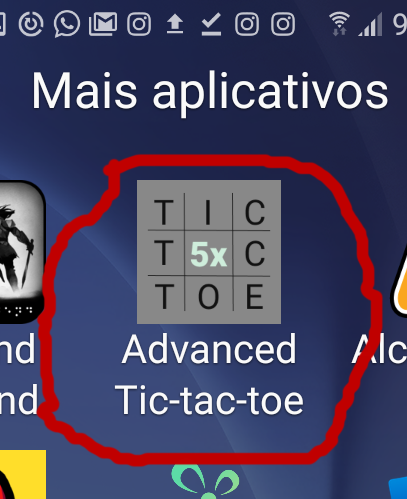 9
Mais aplicativos
T I C
T 5x C
T O E
nd Advanced Alc
nd Tic-tac-toe